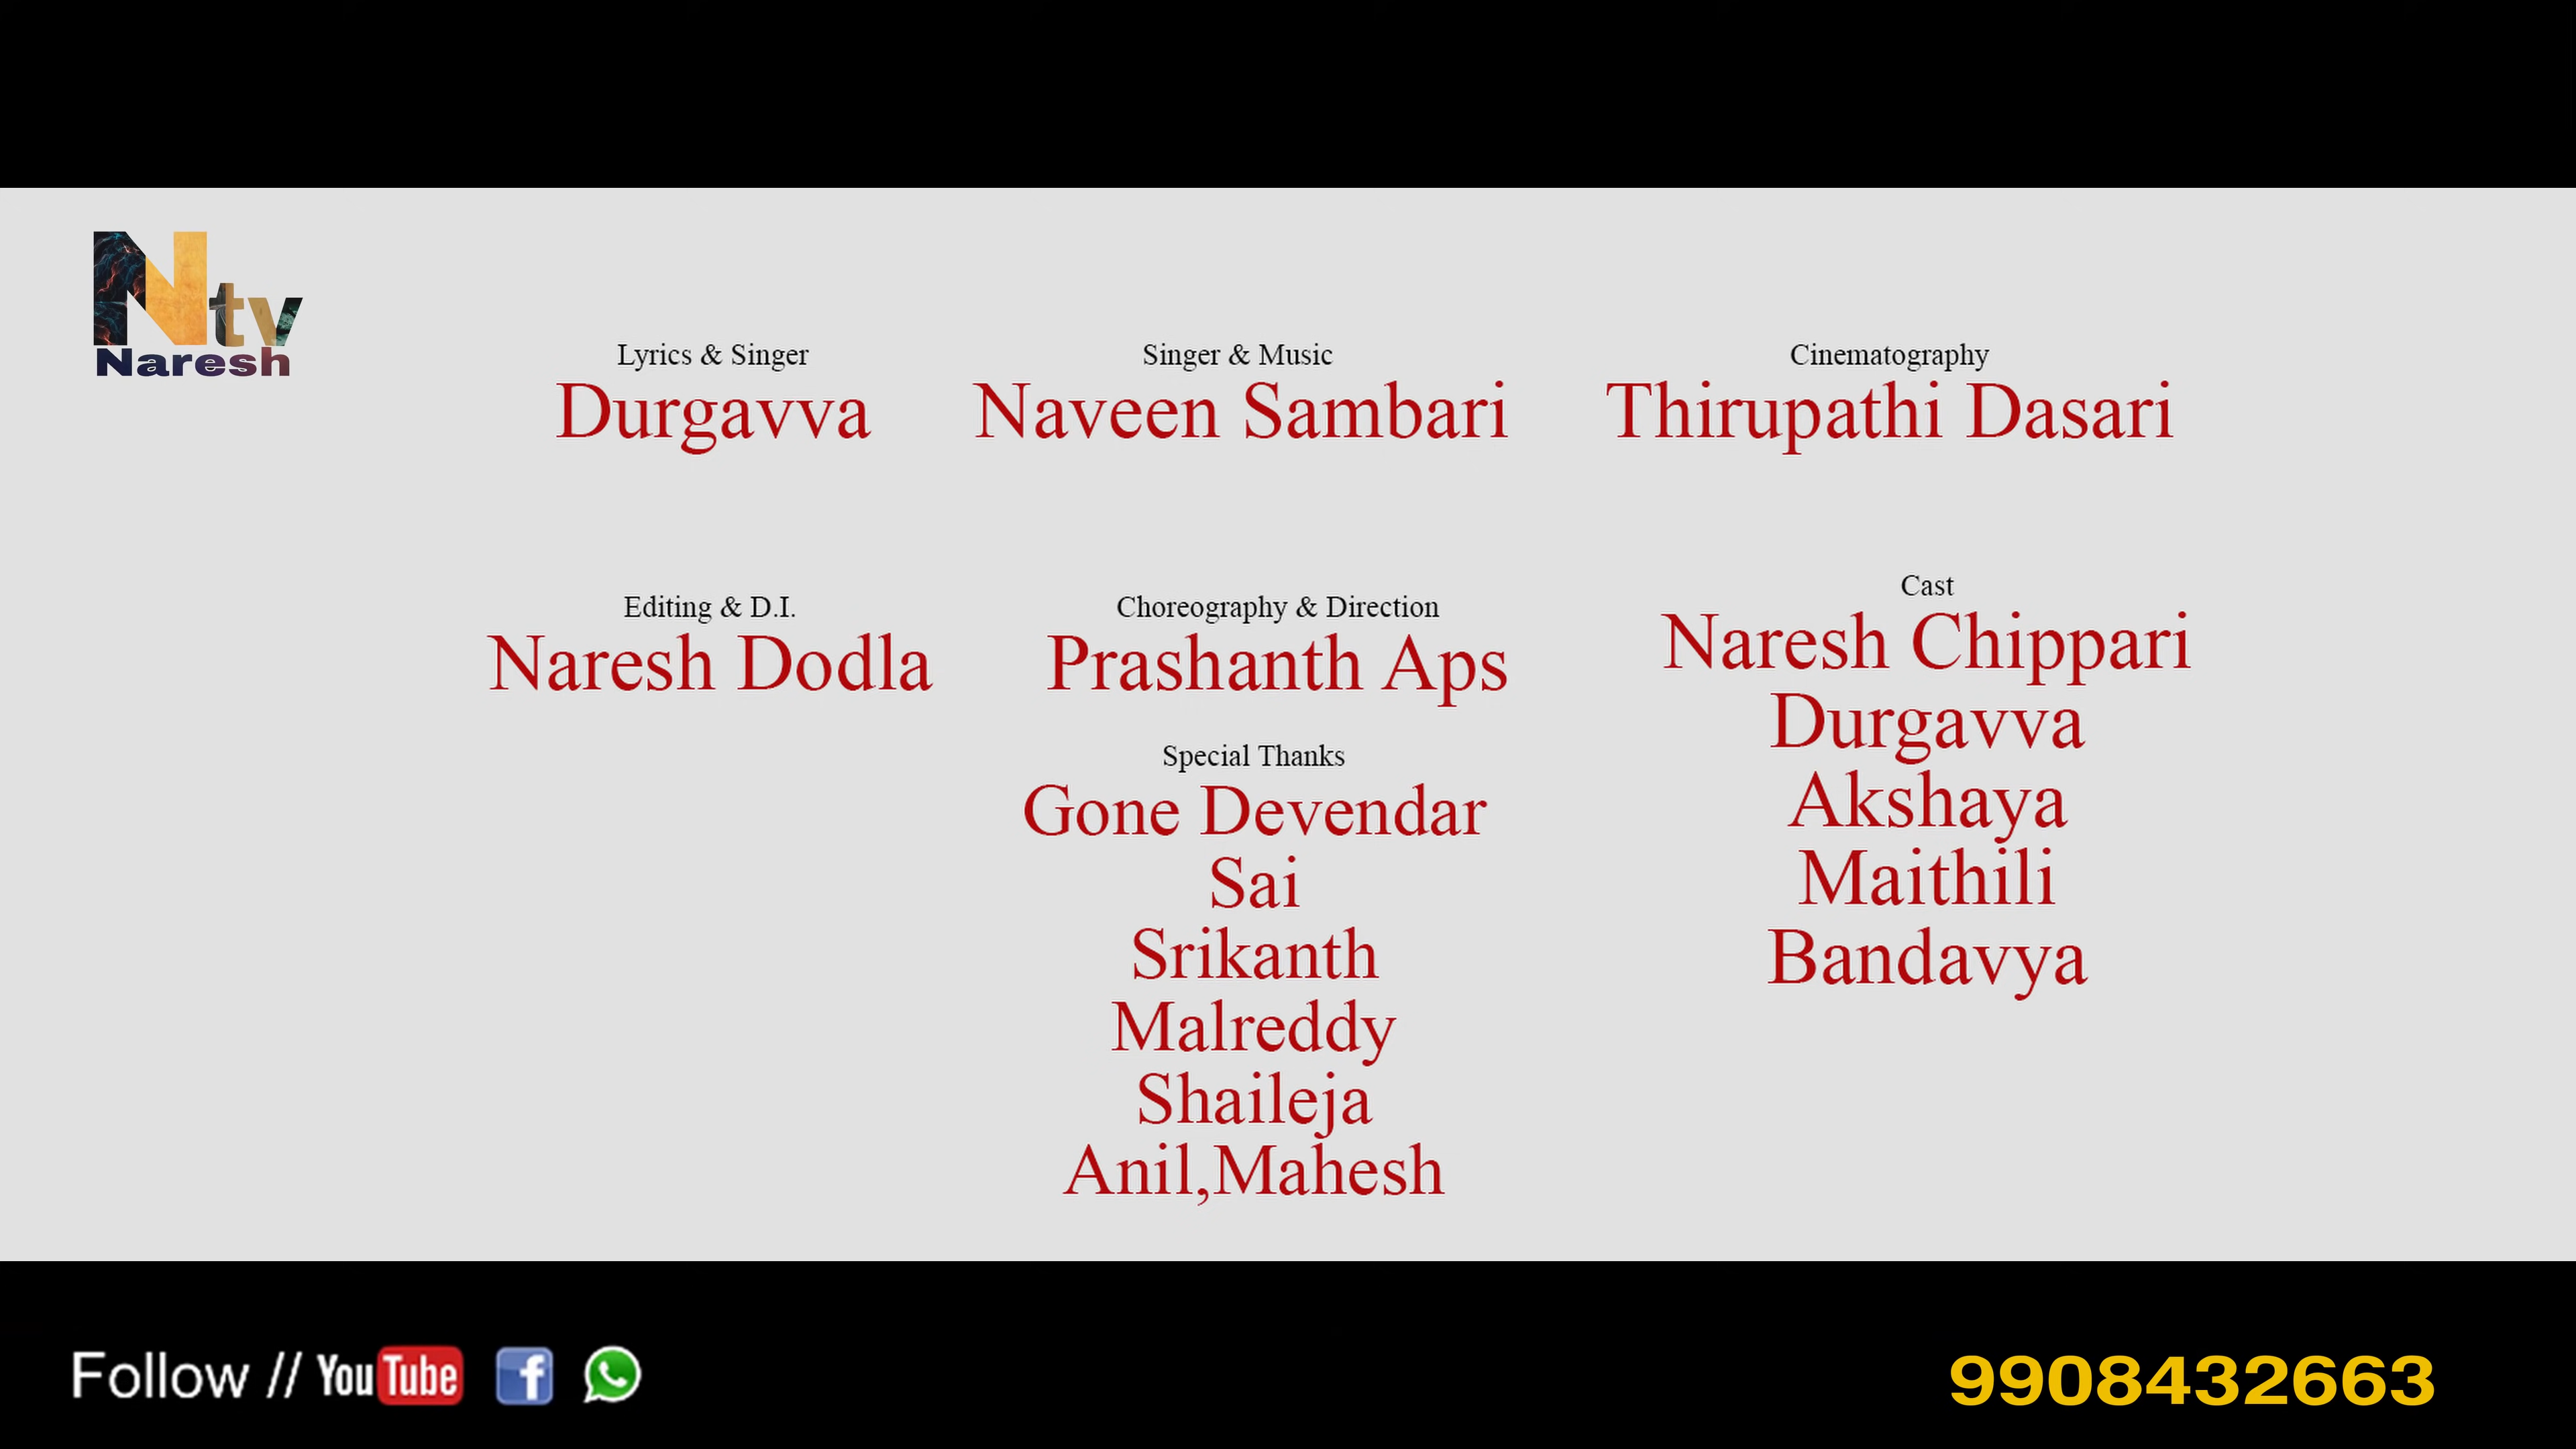 Ntv
Naresh
Lyrics & Singer
Durgavva
Singer & Music
Naveen Sambari
Cinematography
Thirupathi Dasari
Editing & D.I.
Naresh Dodla
Choreography & Direction
Prashanth Aps
Cast
Naresh Chippari
Durgavva
Akshaya
Maithili
Bandavya
Special Thanks
Gone Devendar
Sai
Srikanth
Malreddy
Shaileja
Anil,Mahesh
Follow // YouTube f
9908432663